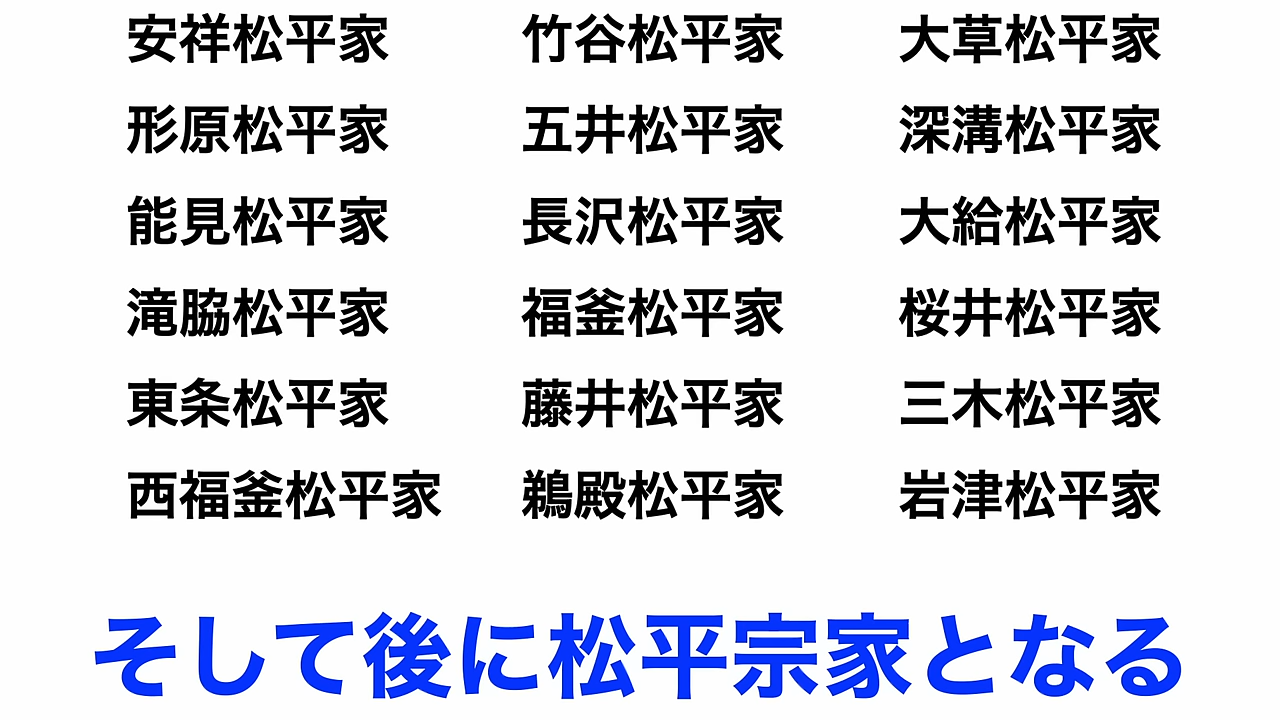 安祥松平家 竹谷松平家 大草松平家
形原松平家 五井松平家 深溝松平家
能見松平家 長沢松平家 大給松平家
滝脇松平家 福釜松平家 桜井松平家
東条松平家 藤井松平家 三木松平家
西福釜松平家 鵜殿松平家 岩津松平家
そして後に松平宗家となる